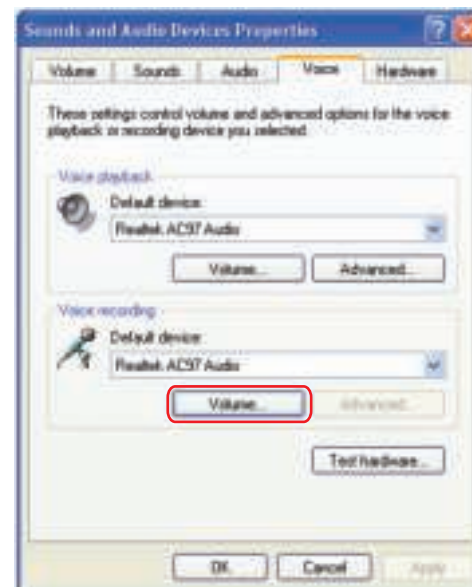 Sounds and Audio Devices Properties
Volume Sounds Audio Voice Hardware
These settings control volume and advanced options for the voice
playback or recording device you selected.
Voice playback
Default device:
Realtek AC97 Audio
Volume... Advanced...
Voice recording
Default device:
Realtek AC97 Audio
Volume... Advanced...
Test hardware...
OK Cancel Apply